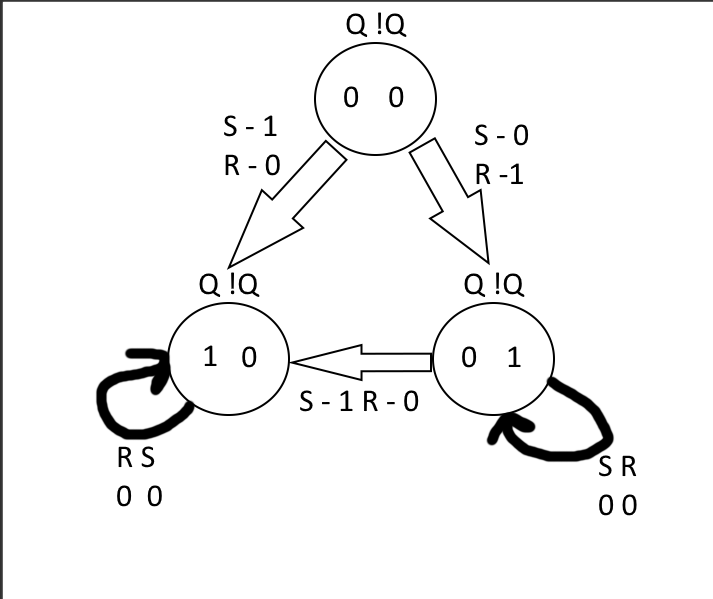 Q !Q
0 0
S - 1
R - 0
S - 0
R -1
Q !Q
1 0
Q !Q
0 1
S - 1 R - 0
R S
0 0
S R
0 0